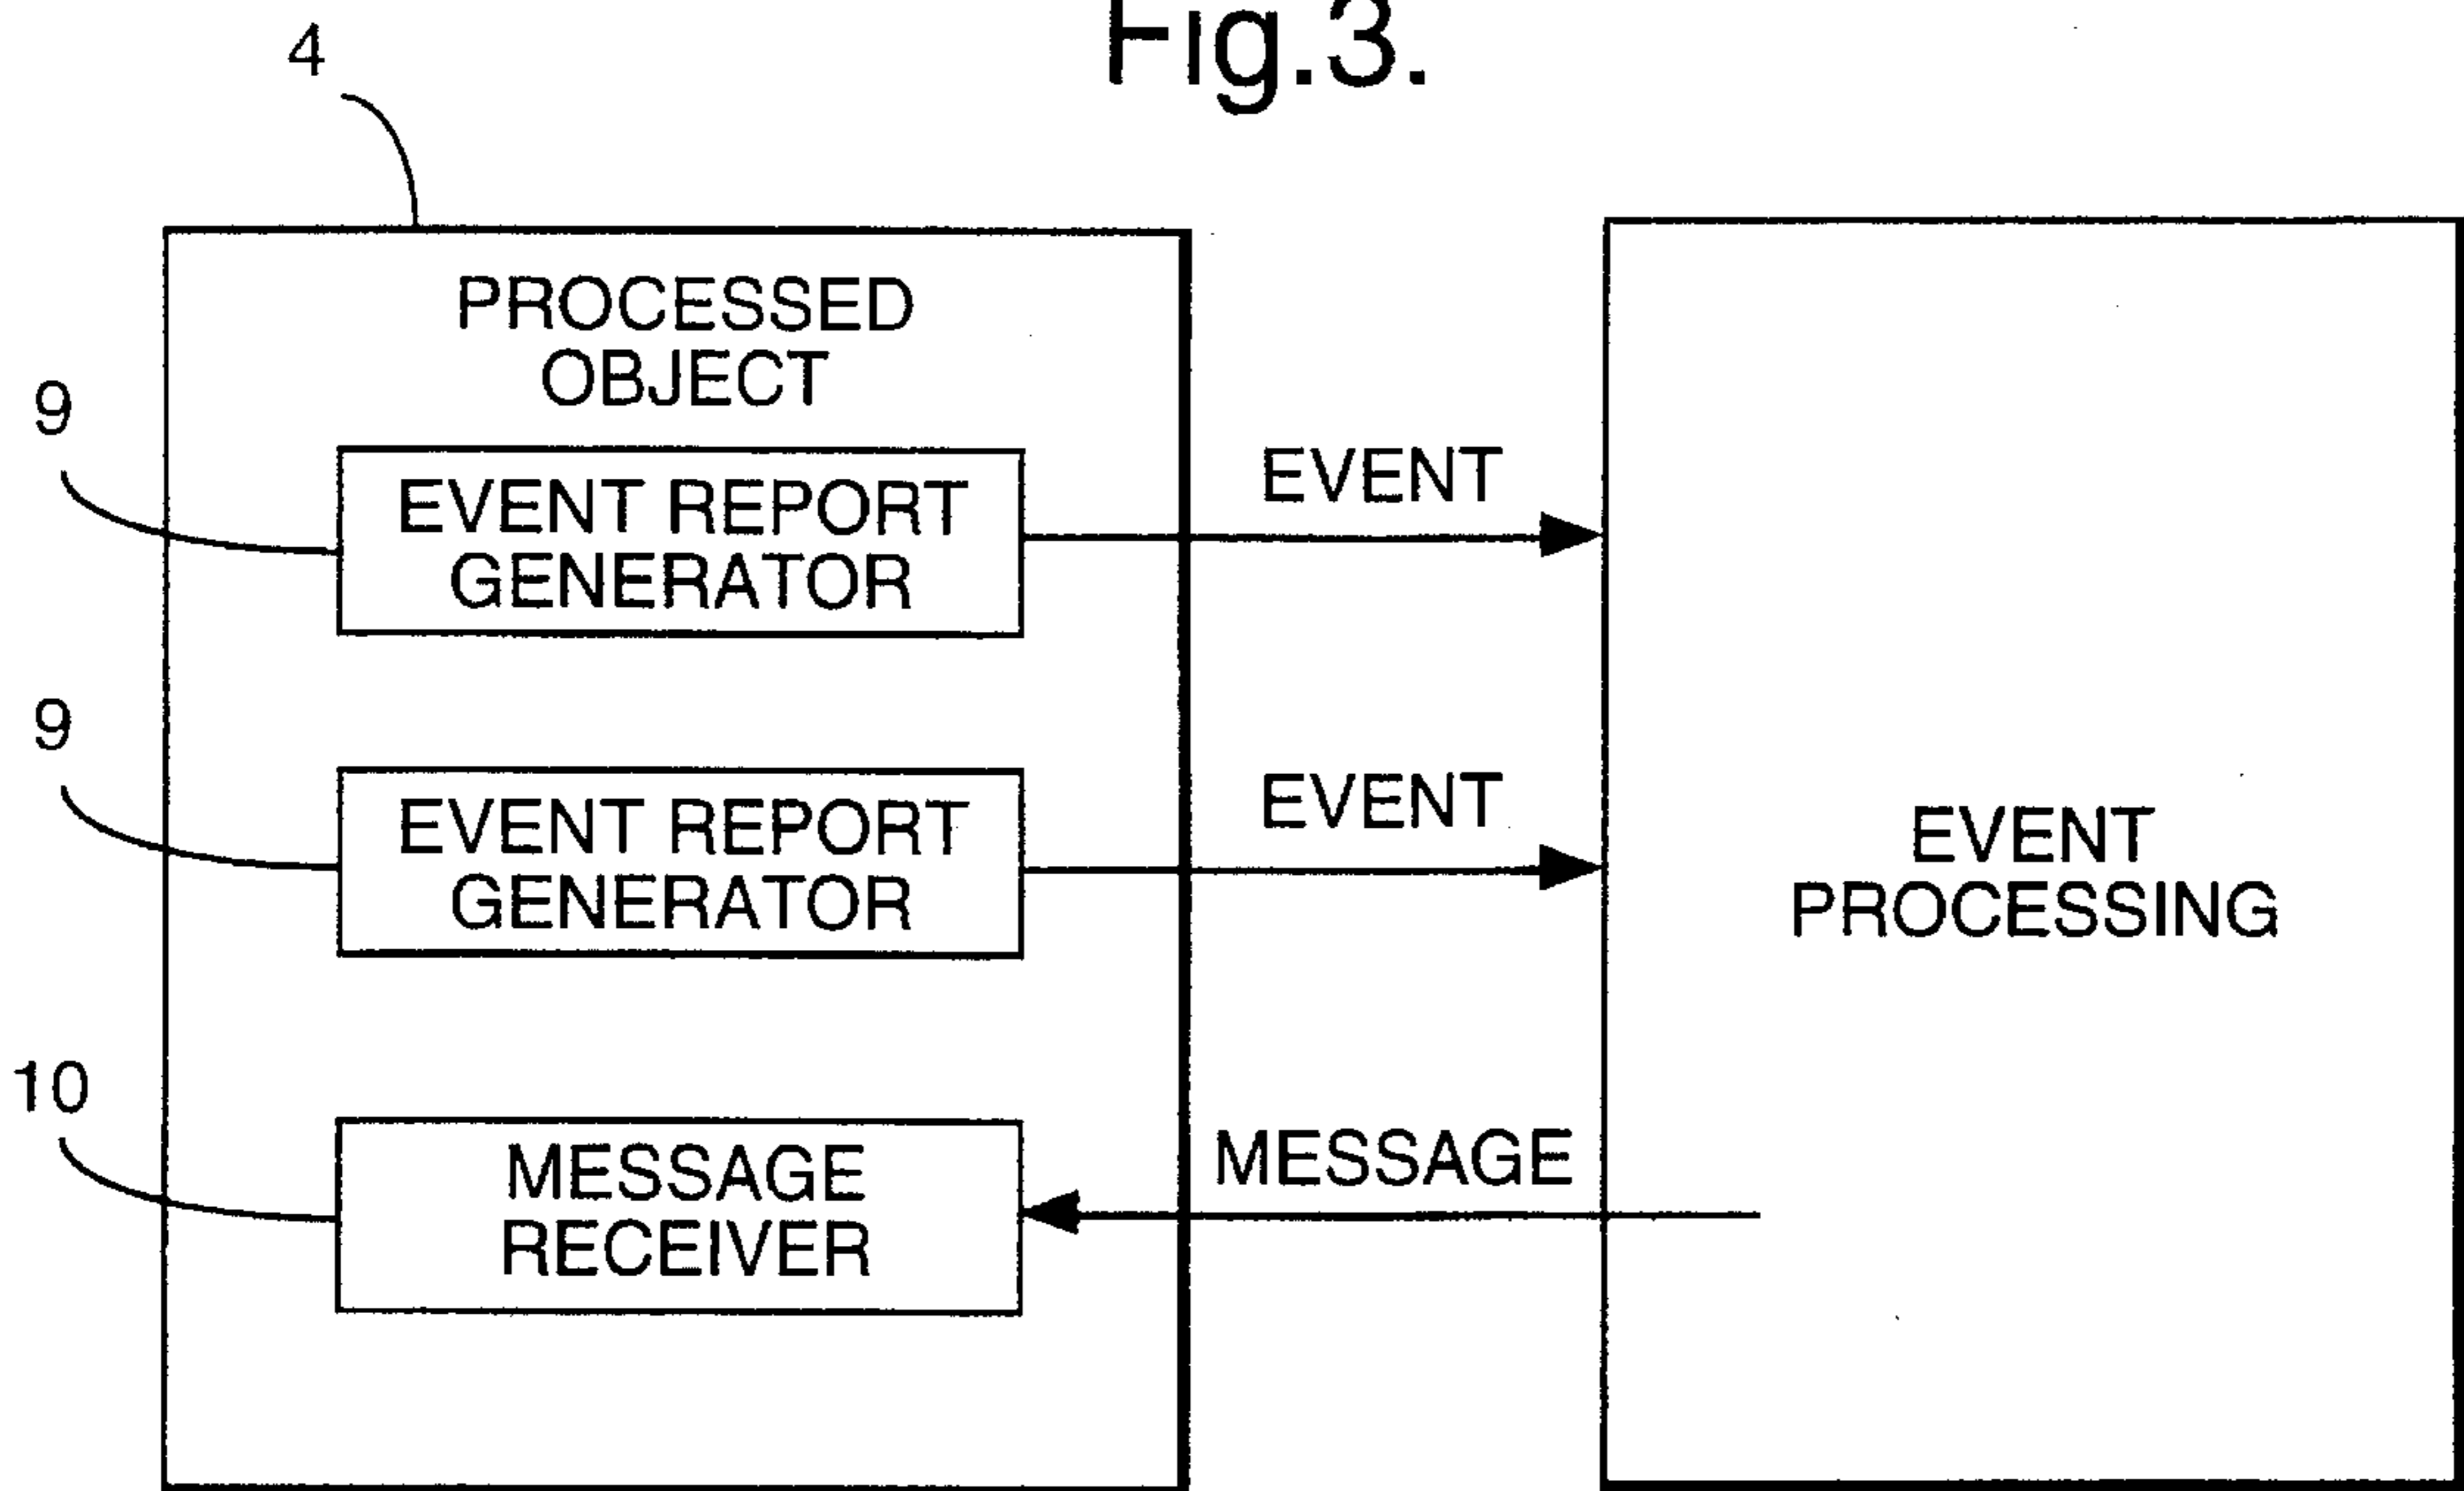 Fig.3.
4
PROCESSED
OBJECT
9
EVENT REPORT
GENERATOR
EVENT
9
EVENT REPORT
GENERATOR
EVENT
EVENT
PROCESSING
10
MESSAGE
RECEIVER
MESSAGE